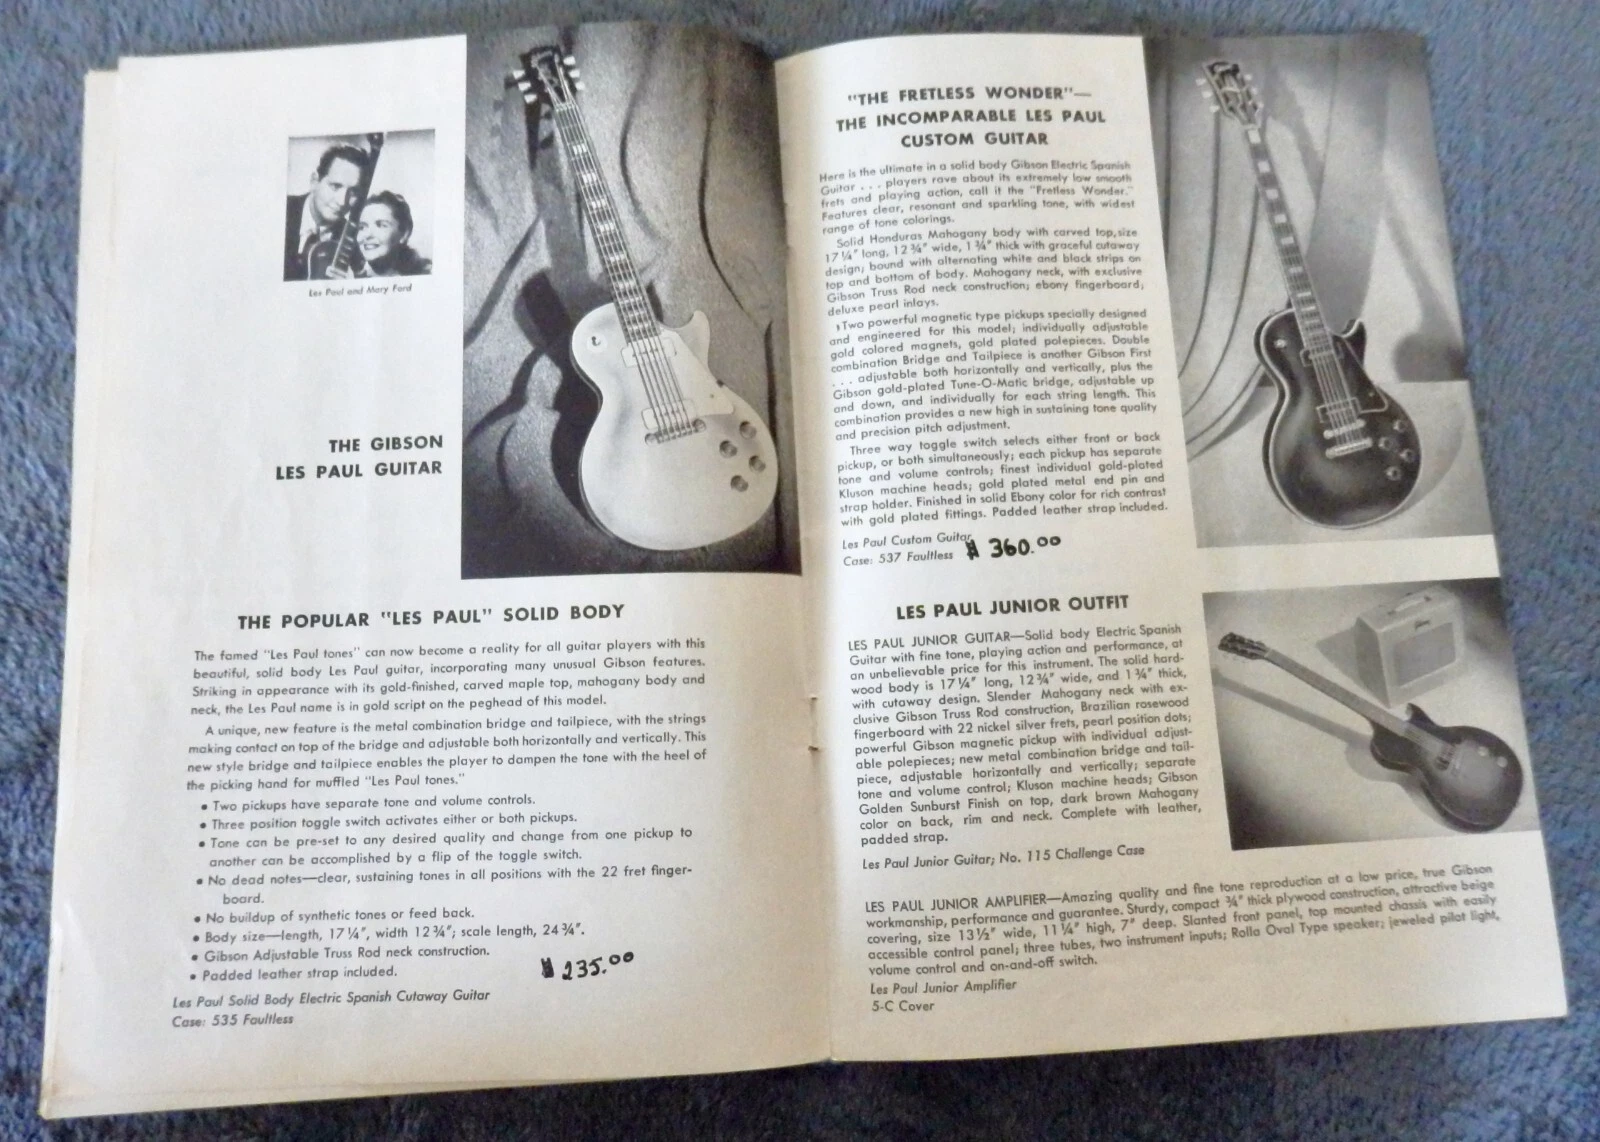 Les Paul and Mary Ford
THE GIBSON
LES PAUL GUITAR
THE POPULAR "LES PAUL" SOLID BODY
The famed "Les Paul tones" can now become a reality for all guitar players with this
beautiful, solid body Les Paul guitar, incorporating many unusual Gibson features.
Striking in appearance with its gold-finished, carved maple top, mahogany body and
neck, the Les Paul name is in gold script on the peghead of this model.
A unique, new feature is the metal combination bridge and tailpiece, with the strings
making contact on top of the bridge and adjustable both horizontally and vertically. This
new style bridge and tailpiece enables the player to dampen the tone with the heel of
the picking hand for muffled "Les Paul tones."
• Two pickups have separate tone and volume controls.
• Three position toggle switch activates either or both pickups.
• Tone can be pre-set to any desired quality and change from one pickup to
another can be accomplished by a flip of the toggle switch.
• No dead notes—clear, sustaining tones in all positions with the 22 fret finger-
board.
• No buildup of synthetic tones or feed back.
• Body size—length, 17¼", width 12¾"; scale length, 24¾".
• Gibson Adjustable Truss Rod neck construction.
• Padded leather strap included.
$235.00
Les Paul Solid Body Electric Spanish Cutaway Guitar
Case: 535 Faultless
"THE FRETLESS WONDER"—
THE INCOMPARABLE LES PAUL
CUSTOM GUITAR
Here is the ultimate in a solid body Gibson Electric Spanish
Guitar . . . players rave about its extremely low smooth
frets and playing action, call it the "Fretless Wonder."
Features clear, resonant and sparkling tone, with widest
range of tone colorings.
Solid Honduras Mahogany body with carved top, size
17¼" long, 12¾" wide, 1¾" thick with graceful cutaway
design; bound with alternating white and black strips on
top and bottom of body. Mahogany neck, with exclusive
Gibson Truss Rod neck construction; ebony fingerboard;
deluxe pearl inlays.
Two powerful magnetic type pickups specially designed
and engineered for this model; individually adjustable
gold colored magnets, gold plated polepieces. Double
combination Bridge and Tailpiece is another Gibson First
. . . adjustable both horizontally and vertically, plus the
Gibson gold-plated Tune-O-Matic bridge, adjustable up
and down, and individually for each string length. This
combination provides a new high in sustaining tone quality
and precision pitch adjustment.
Three way toggle switch selects either front or back
pickup, or both simultaneously; each pickup has separate
tone and volume controls; finest individual gold-plated
Kluson machine heads; gold plated metal end pin and
strap holder. Finished in solid Ebony color for rich contrast
with gold plated fittings. Padded leather strap included.
Les Paul Custom Guitar
Case: 537 Faultless
$360.00
LES PAUL JUNIOR OUTFIT
LES PAUL JUNIOR GUITAR—Solid body Electric Spanish
Guitar with fine tone, playing action and performance, at
an unbelievable price for this instrument. The solid hard-
wood body is 17¼" long, 12¾" wide, and 1¾" thick,
with cutaway design. Slender Mahogany neck with ex-
clusive Gibson Truss Rod construction, Brazilian rosewood
fingerboard with 22 nickel silver frets, pearl position dots;
powerful Gibson magnetic pickup with individual adjust-
able polepieces; new metal combination bridge and tail-
piece, adjustable horizontally and vertically; separate
tone and volume control; Kluson machine heads; Gibson
Golden Sunburst Finish on top, dark brown Mahogany
color on back, rim and neck. Complete with leather,
padded strap.
Les Paul Junior Guitar; No. 115 Challenge Case
LES PAUL JUNIOR AMPLIFIER—Amazing quality and fine tone reproduction at a low price, true Gibson
workmanship, performance and guarantee. Sturdy, compact ¾" thick plywood construction, attractive beige
covering, size 13½" wide, 11¼" high, 7" deep. Slanted front panel, top mounted chassis with easily
accessible control panel; three tubes, two instrument inputs; Rolla Oval Type speaker; jeweled pilot light,
volume control and on-and-off switch.
Les Paul Junior Amplifier
5-C Cover